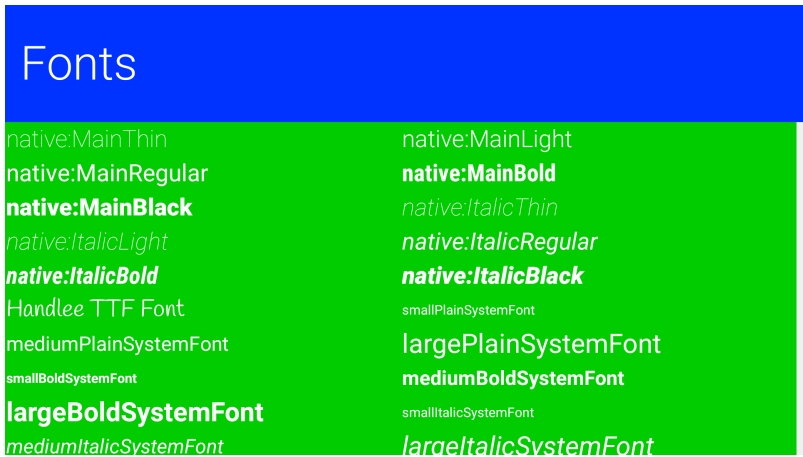 Fonts
native:MainThin native:MainLight
native:MainRegular native:MainBold
native:MainBlack native:ItalicThin
native:ItalicLight native:ItalicRegular
native:ItalicBold native:ItalicBlack
Handlee TTF Font smallPlainSystemFont
mediumPlainSystemFont largePlainSystemFont
smallBoldSystemFont mediumBoldSystemFont
largeBoldSystemFont smallItalicSystemFont
mediumItalicSystemFont largeItalicSystemFont